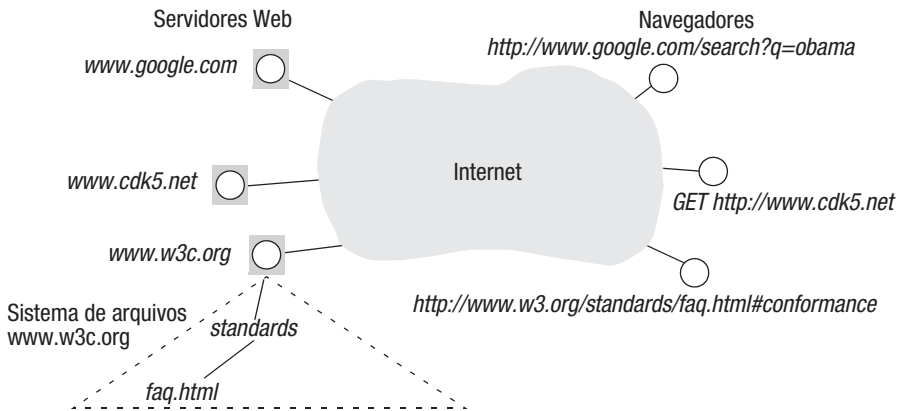 Servidores Web
Navegadores
http://www.google.com/search?q=obama
www.google.com
Internet
www.cdk5.net
GET http://www.cdk5.net
www.w3c.org
http://www.w3.org/standards/faq.html#conformance
Sistema de arquivos
www.w3c.org
standards
faq.html